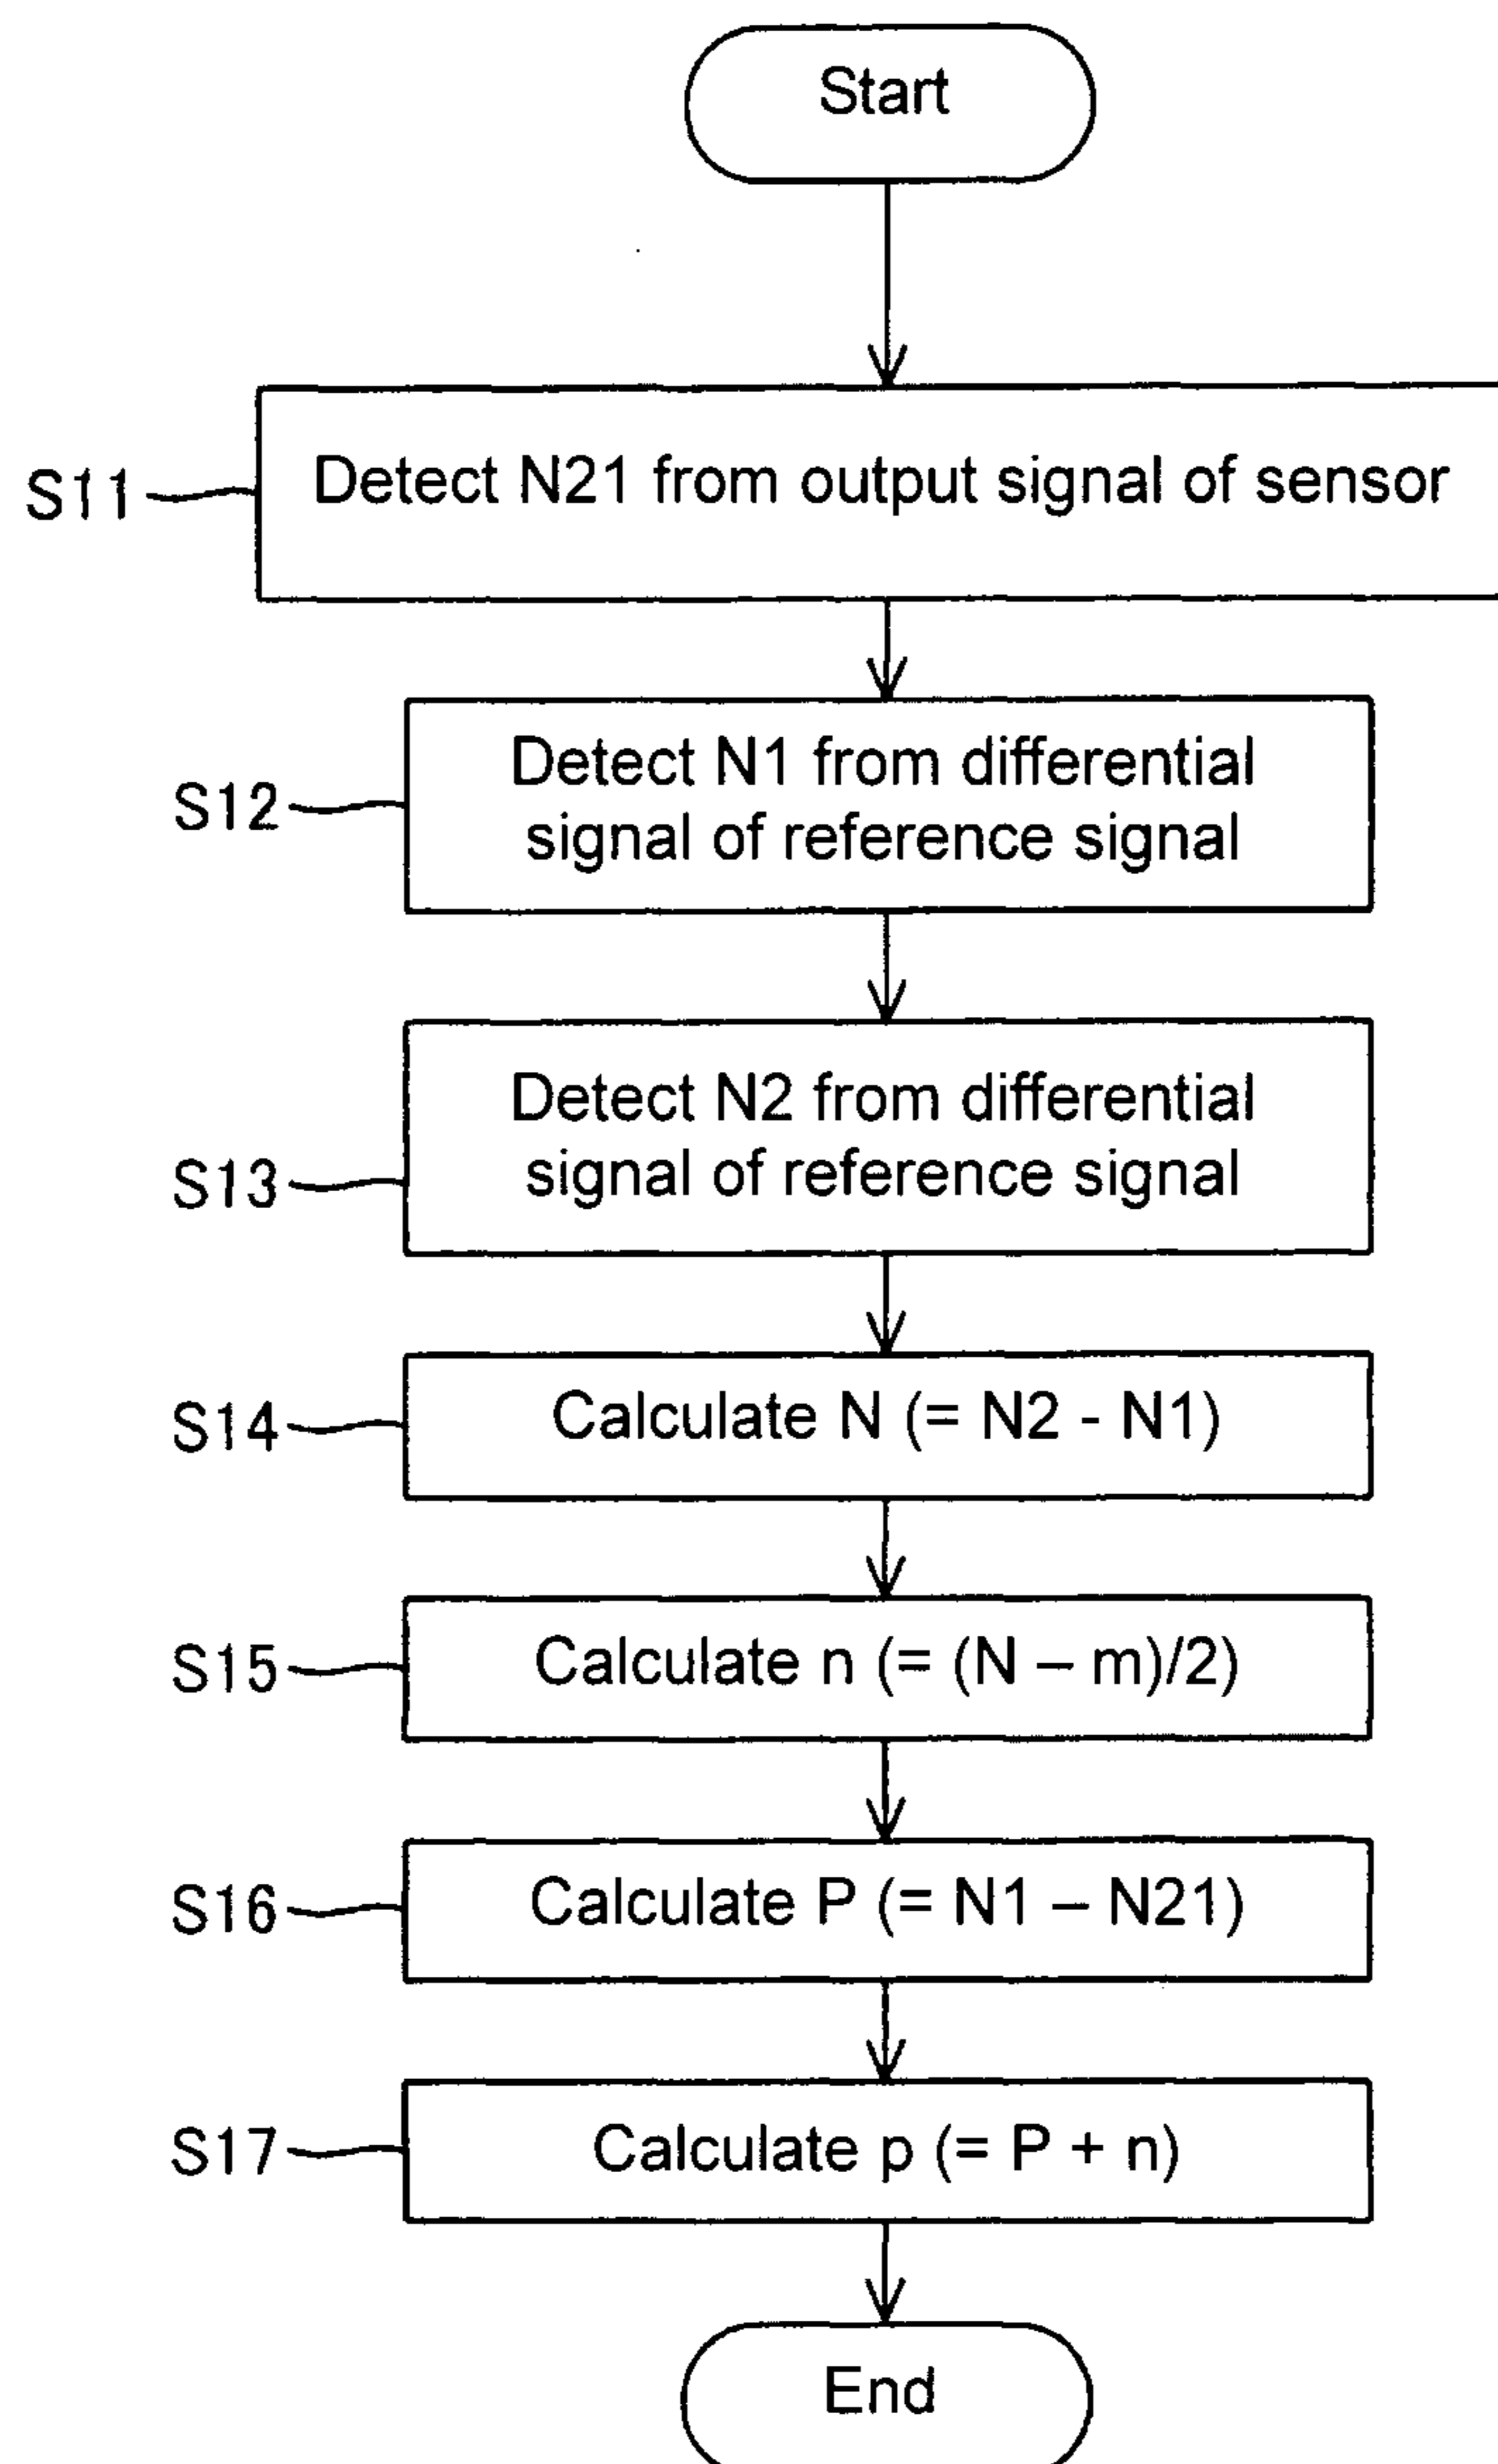 Start
S11
Detect N21 from output signal of sensor
S12
Detect N1 from differential
signal of reference signal
S13
Detect N2 from differential
signal of reference signal
S14
Calculate N (= N2 - N1)
S15
Calculate n (= (N – m)/2)
S16
Calculate P (= N1 – N21)
S17
Calculate p (= P + n)
End